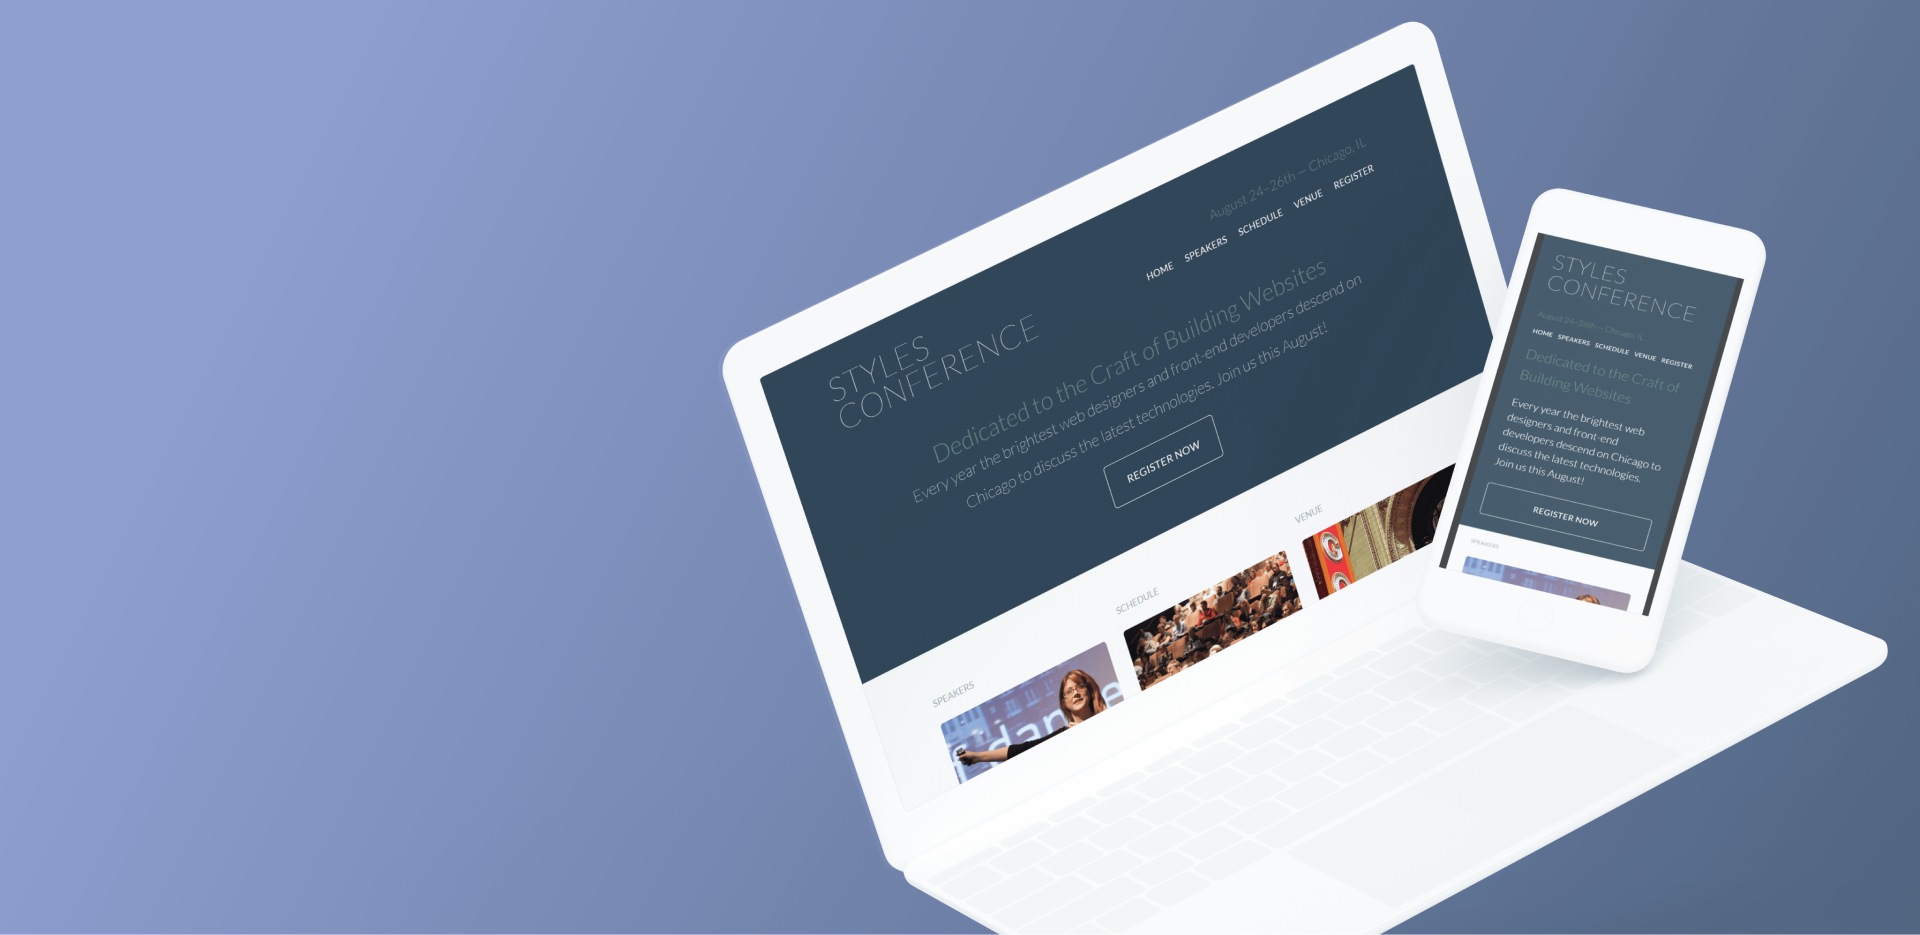 STYLES
CONFERENCE
August 24–26th — Chicago, IL
HOME SPEAKERS SCHEDULE VENUE REGISTER
Dedicated to the Craft of Building Websites
Every year the brightest web designers and front-end developers descend on
Chicago to discuss the latest technologies. Join us this August!
REGISTER NOW
SPEAKERS
SCHEDULE
VENUE
STYLES
CONFERENCE
August 24–26th — Chicago, IL
HOME SPEAKERS SCHEDULE VENUE REGISTER
Dedicated to the Craft of
Building Websites
Every year the brightest web
designers and front-end
developers descend on Chicago to
discuss the latest technologies.
Join us this August!
REGISTER NOW
SPEAKERS